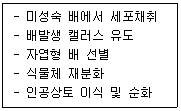 - 미성숙 배에서 세포채취
- 배발생 캘러스 유도
- 자엽형 배 선별
- 식물체 재분화
- 인공상토 이식 및 순화